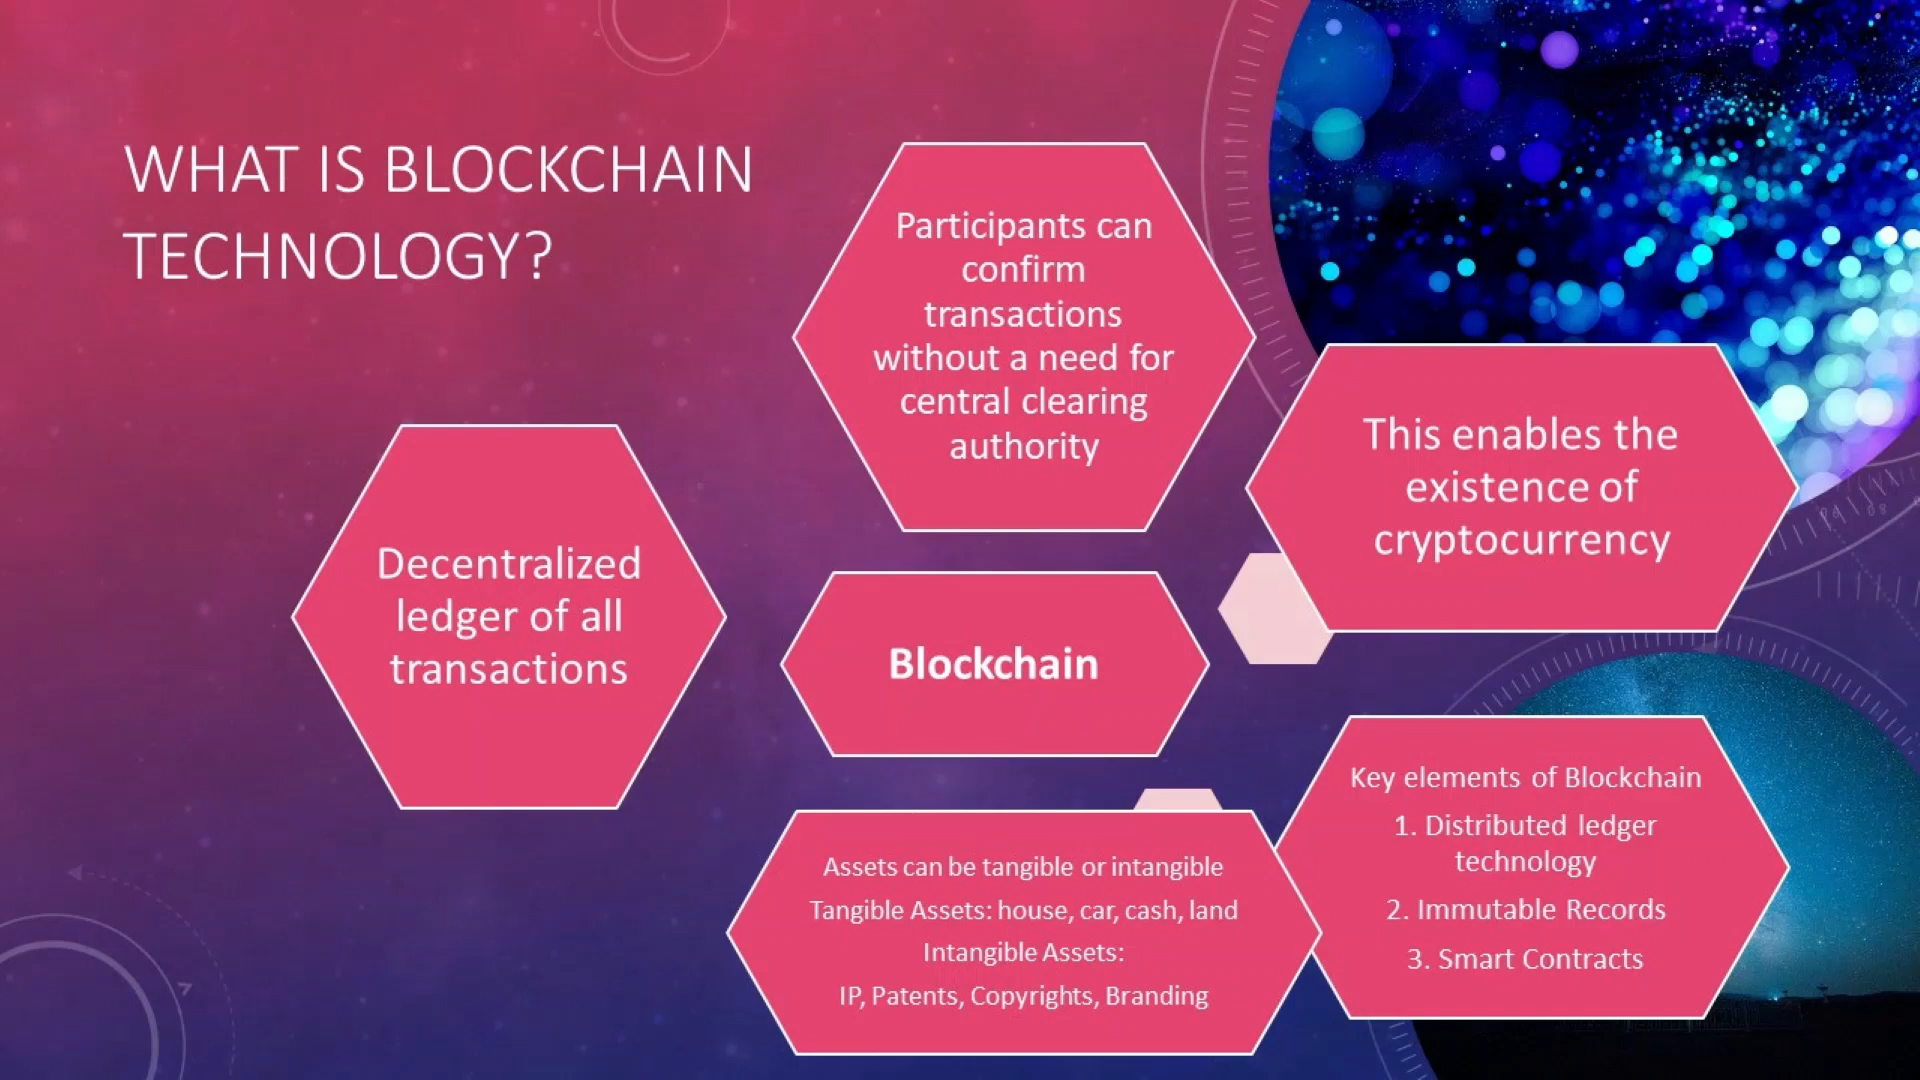 WHAT IS BLOCKCHAIN
TECHNOLOGY?
Participants can
confirm
transactions
without a need for
central clearing
authority
This enables the
existence of
cryptocurrency
Decentralized
ledger of all
transactions
Blockchain
Key elements of Blockchain
1. Distributed ledger
technology
2. Immutable Records
3. Smart Contracts
Assets can be tangible or intangible
Tangible Assets: house, car, cash, land
Intangible Assets:
IP, Patents, Copyrights, Branding